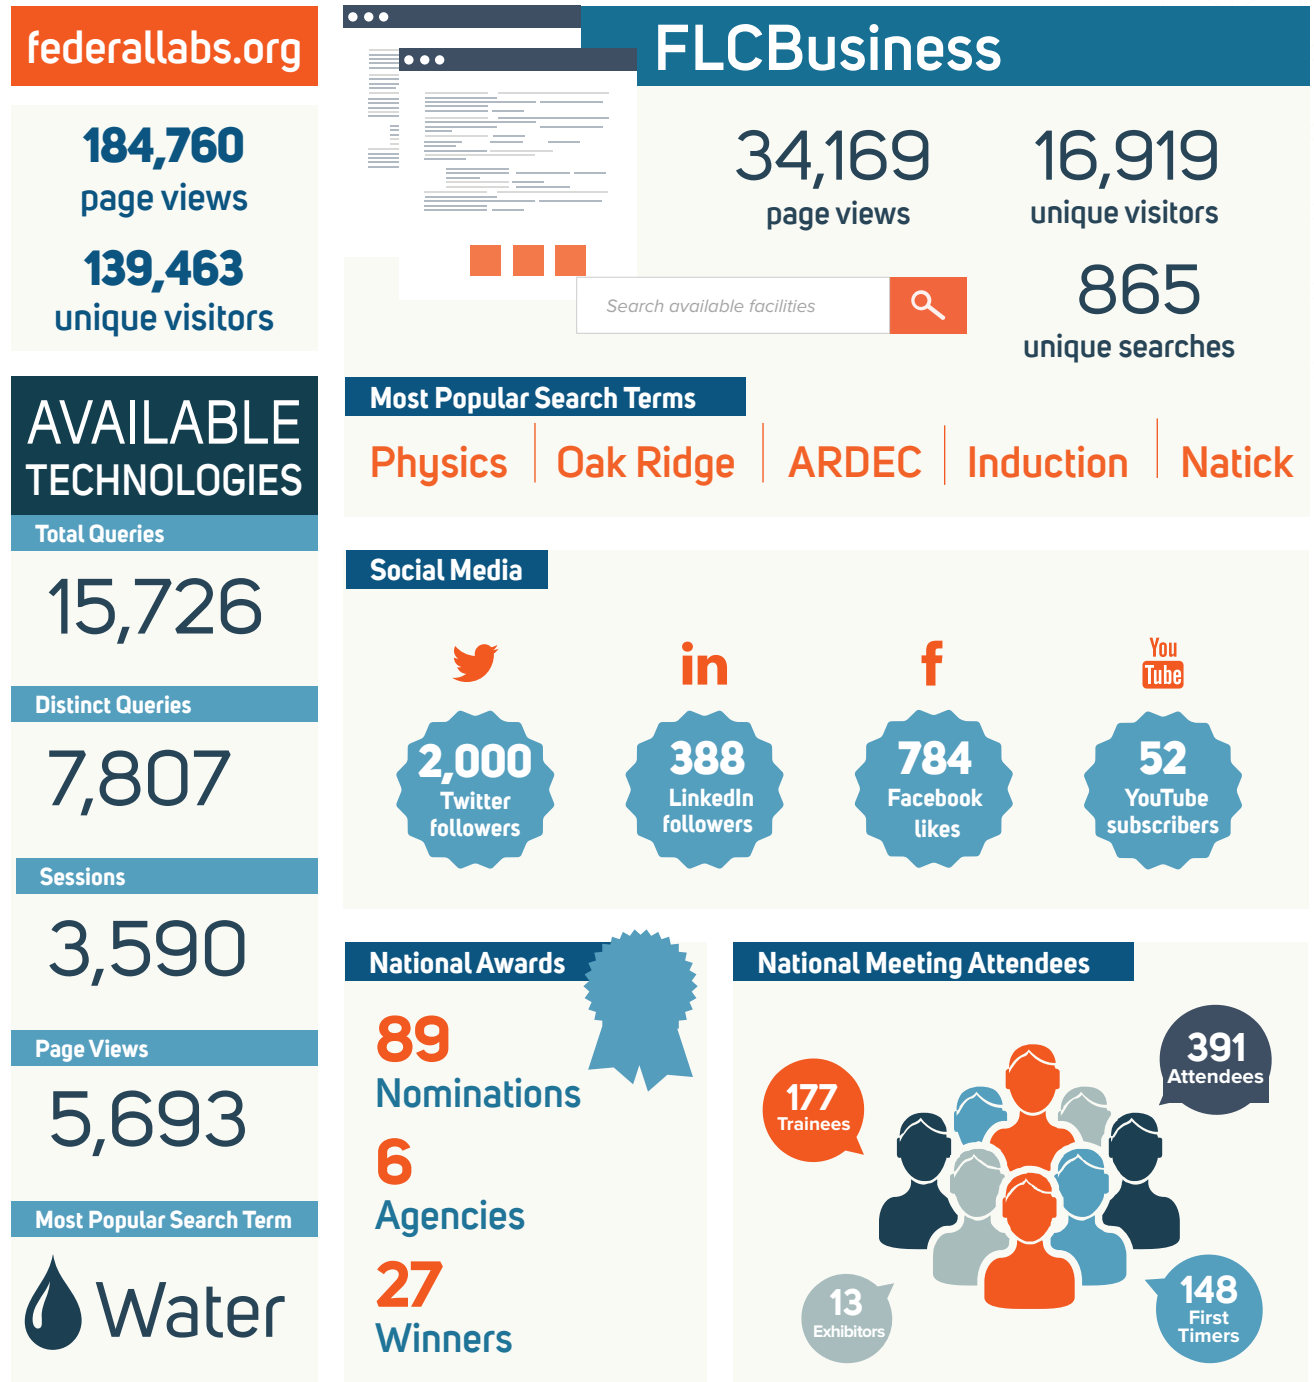 federallabs.org
184,760
page views
139,463
unique visitors
FLCBusiness
34,169
page views
16,919
unique visitors
865
unique searches
Search available facilities
Most Popular Search Terms
Physics
Oak Ridge
ARDEC
Induction
Natick
AVAILABLE
TECHNOLOGIES
Total Queries
15,726
Distinct Queries
7,807
Sessions
3,590
Page Views
5,693
Most Popular Search Term
Water
Social Media
in
f
You
Tube
2,000
Twitter
followers
388
LinkedIn
followers
784
Facebook
likes
52
YouTube
subscribers
National Awards
89
Nominations
6
Agencies
27
Winners
National Meeting Attendees
177
Trainees
391
Attendees
13
Exhibitors
148
First
Timers